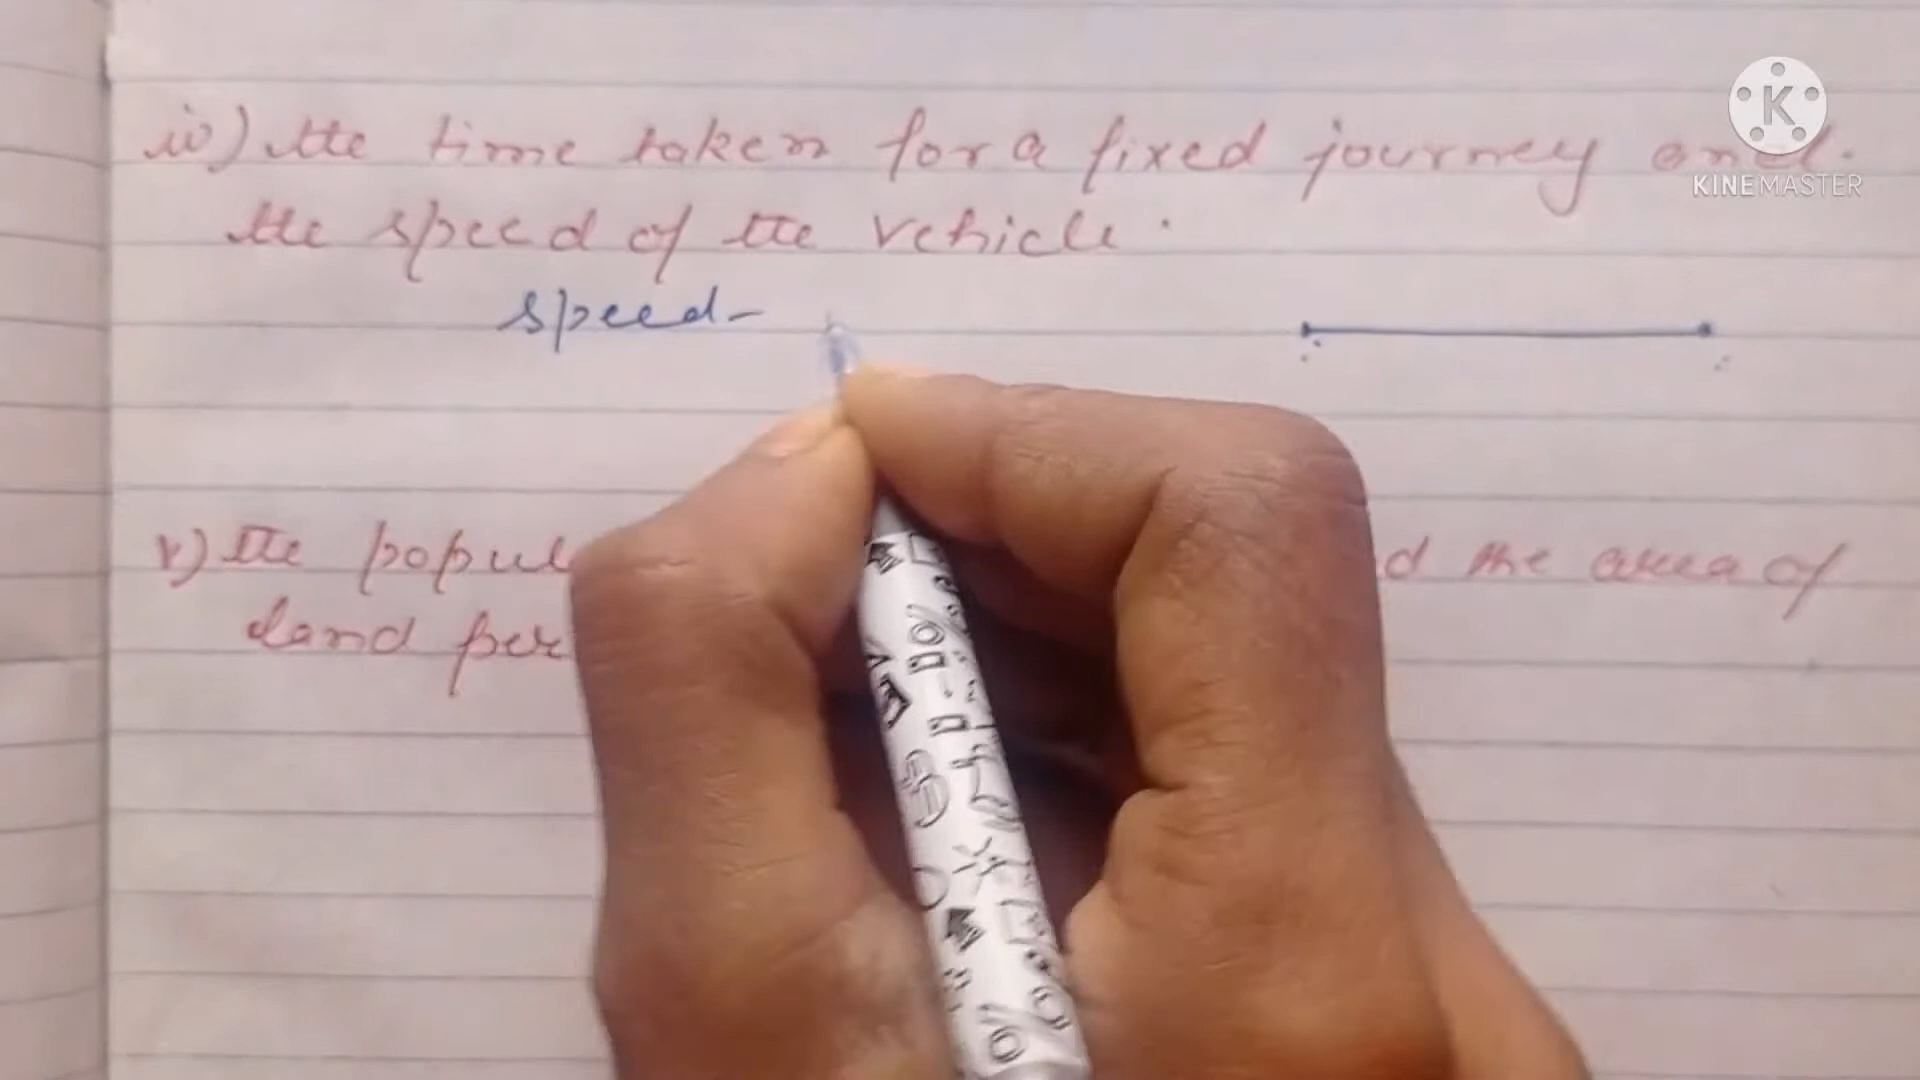 iv) the time taken for a fixed journey and
the speed of the vehicle.
speed-
v) the popul d the area of
land per
K
KINEMASTER